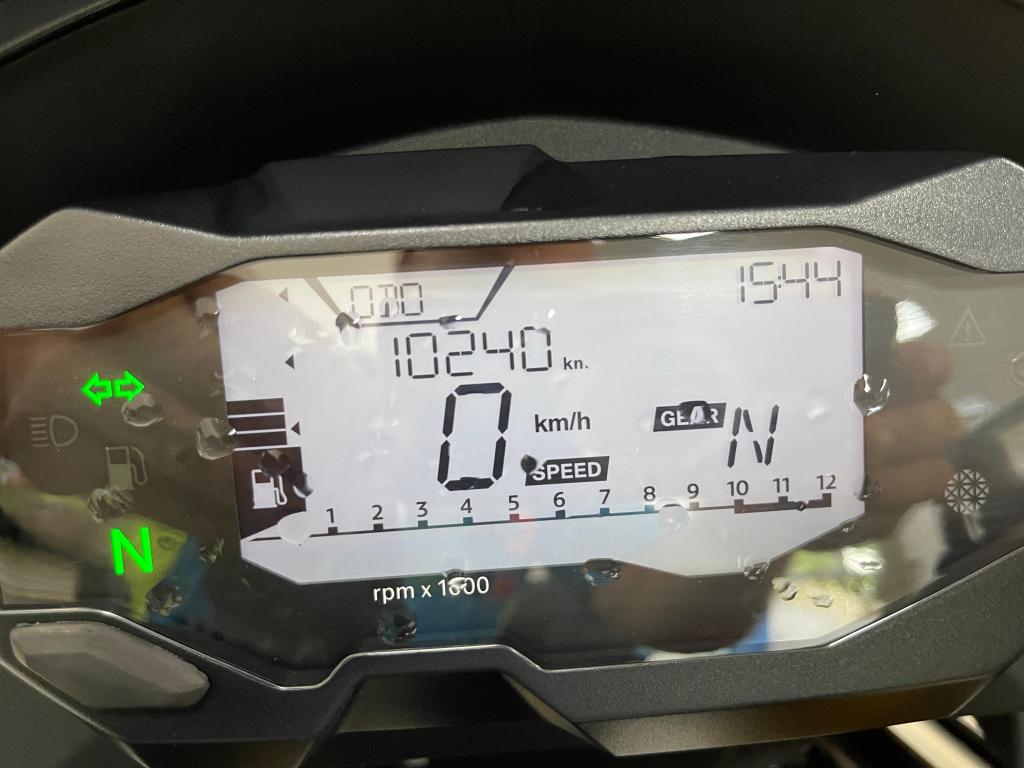 ODO
15:44
10240 km
0 km/h
GEAR N
SPEED
1 2 3 4 5 6 7 8 9 10 11 12
rpm x 1000
N